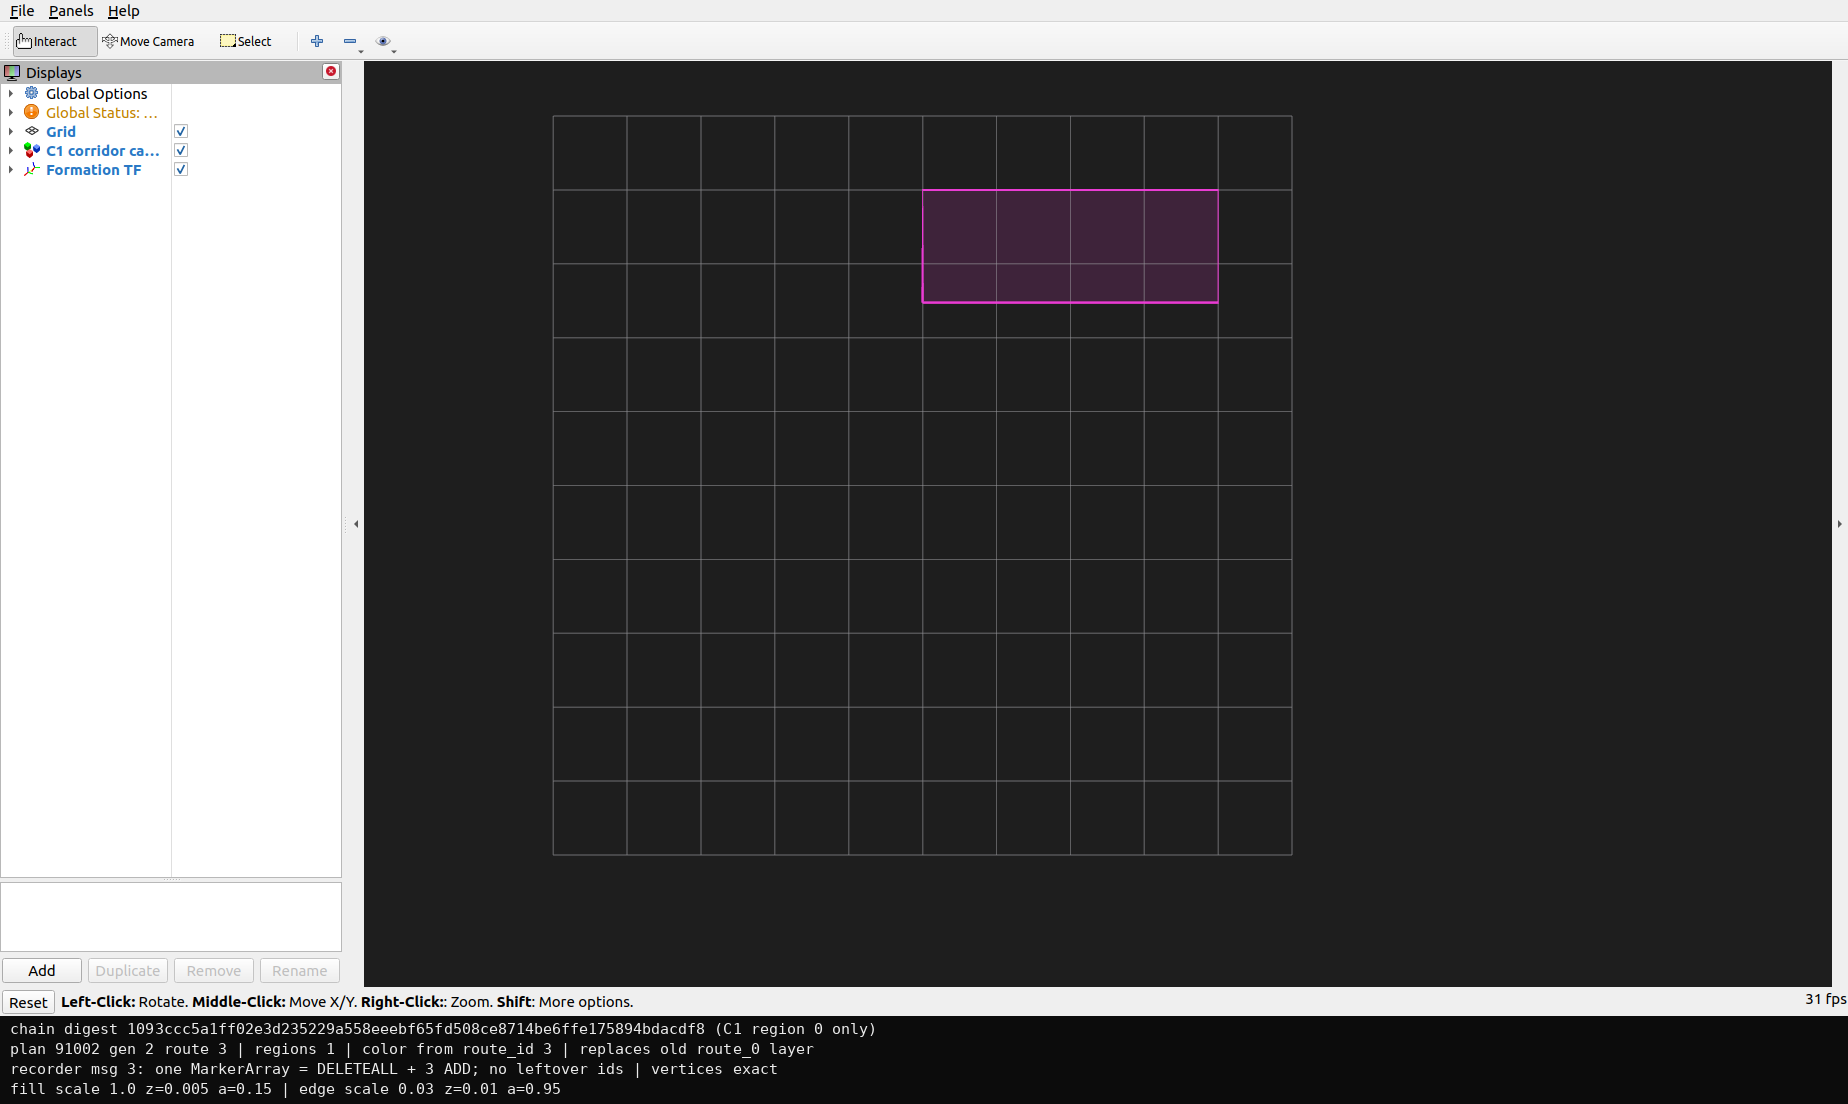 File Panels Help
Interact Move Camera Select
Displays
Global Options
Global Status: ...
Grid
C1 corridor ca...
Formation TF
Add Duplicate Remove Rename
Reset Left-Click: Rotate. Middle-Click: Move X/Y. Right-Click:: Zoom. Shift: More options. 31 fps
chain digest 1093ccc5a1ff02e3d235229a558eeebf65fd508ce8714be6ffe175894bdacdf8 (C1 region 0 only)
plan 91002 gen 2 route 3 | regions 1 | color from route_id 3 | replaces old route_0 layer
recorder msg 3: one MarkerArray = DELETEALL + 3 ADD; no leftover ids | vertices exact
fill scale 1.0 z=0.005 a=0.15 | edge scale 0.03 z=0.01 a=0.95